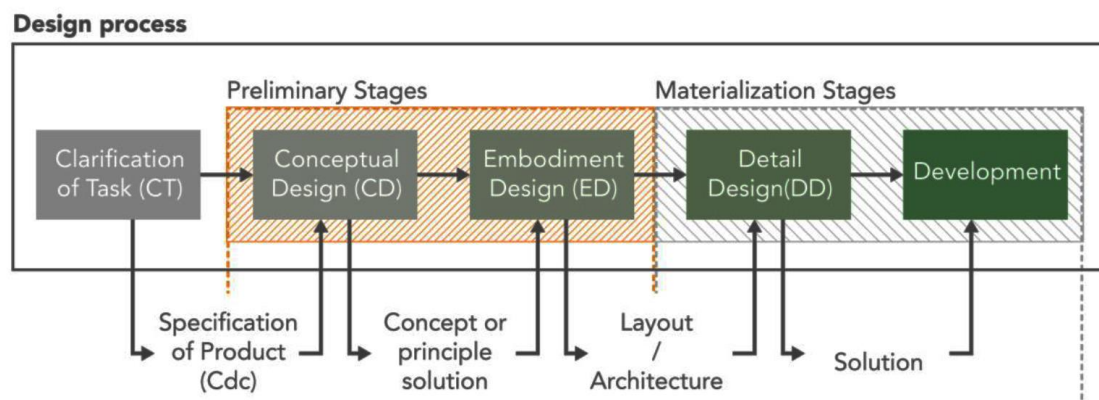 Design process
Preliminary Stages
Materialization Stages
Clarification
of Task (CT)
Conceptual
Design (CD)
Embodiment
Design (ED)
Detail
Design(DD)
Development
Specification
of Product
(Cdc)
Concept or
principle
solution
Layout
/
Architecture
Solution